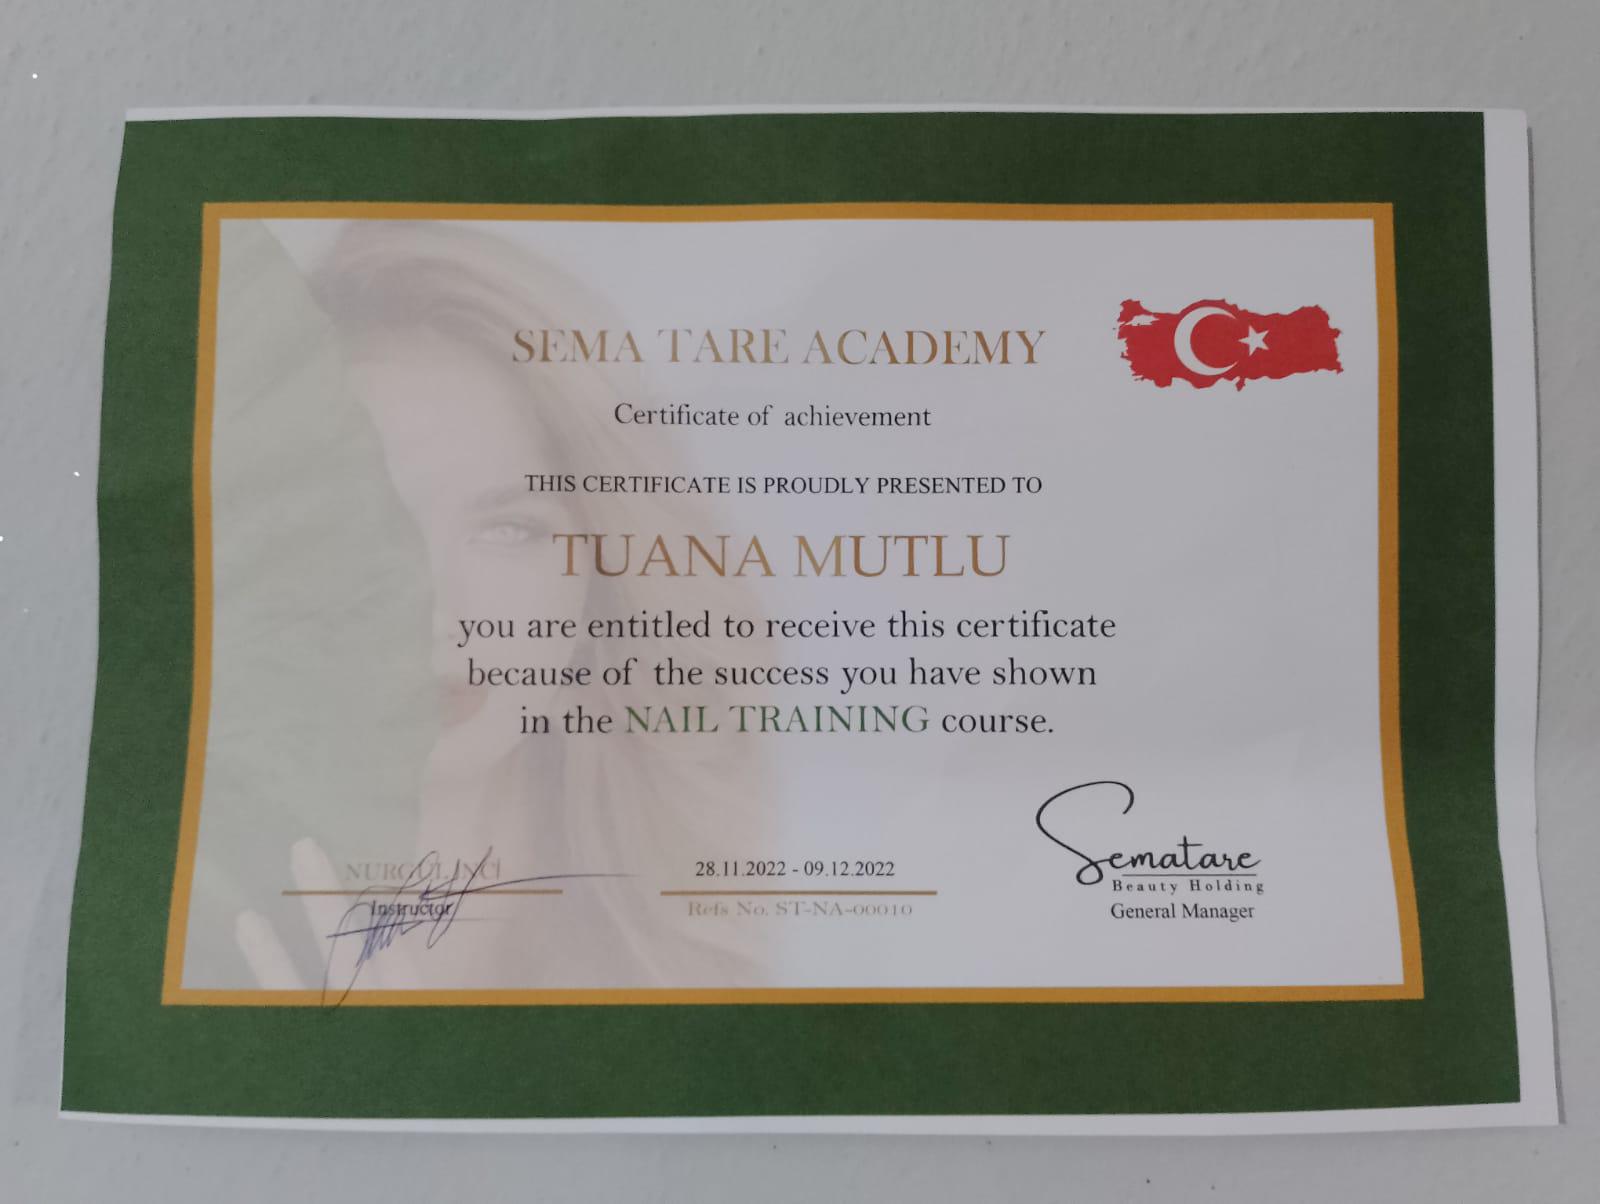 SEMA TARE ACADEMY
Certificate of achievement
THIS CERTIFICATE IS PROUDLY PRESENTED TO
TUANA MUTLU
you are entitled to receive this certificate
because of the success you have shown
in the NAIL TRAINING course.
NURGÜL İNCİ
Instructor
28.11.2022 - 09.12.2022
Refs No. ST-NA-00010
Sematare
Beauty Holding
General Manager